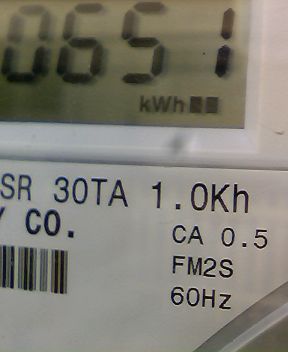 0651
kWh
SR 30TA 1.0Kh
Y CO.
CA 0.5
FM2S
60Hz